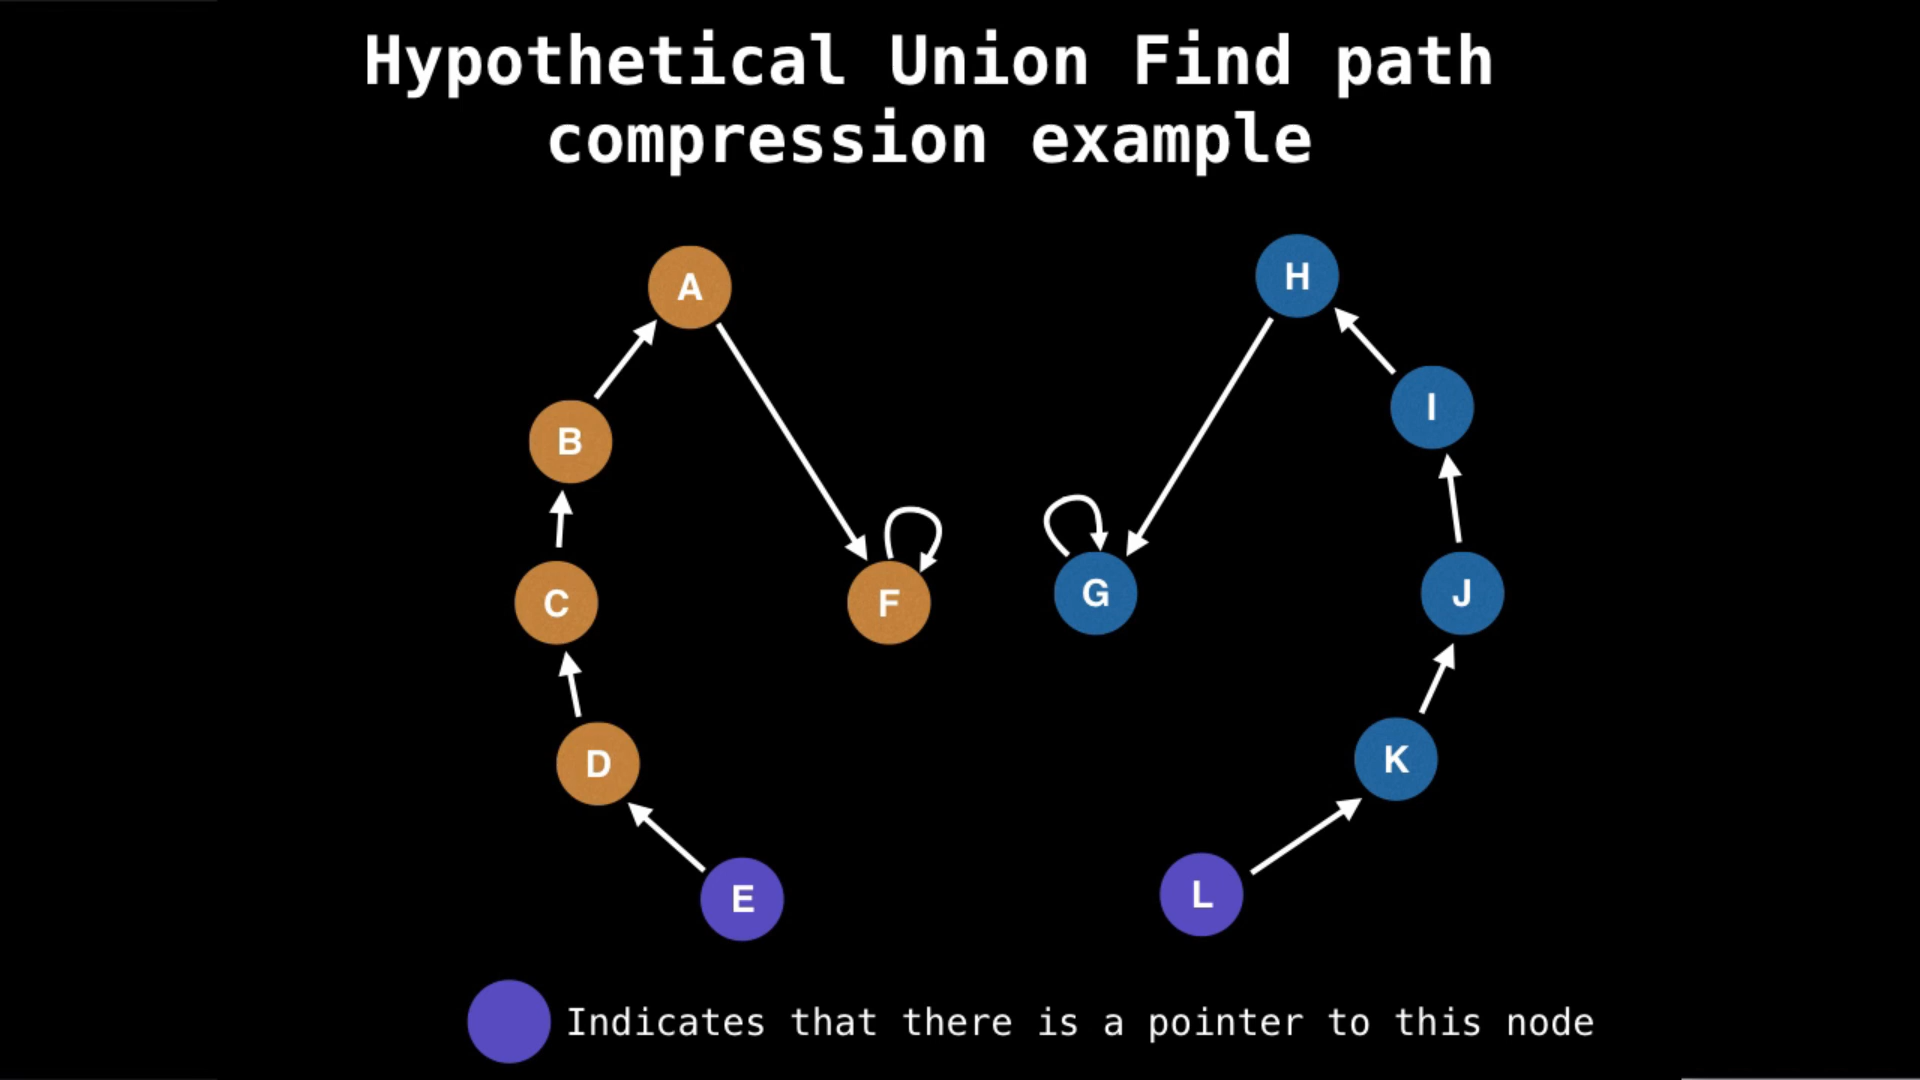 Hypothetical Union Find path
compression example
A
H
B
I
C
F
G
J
D
K
E
L
Indicates that there is a pointer to this node